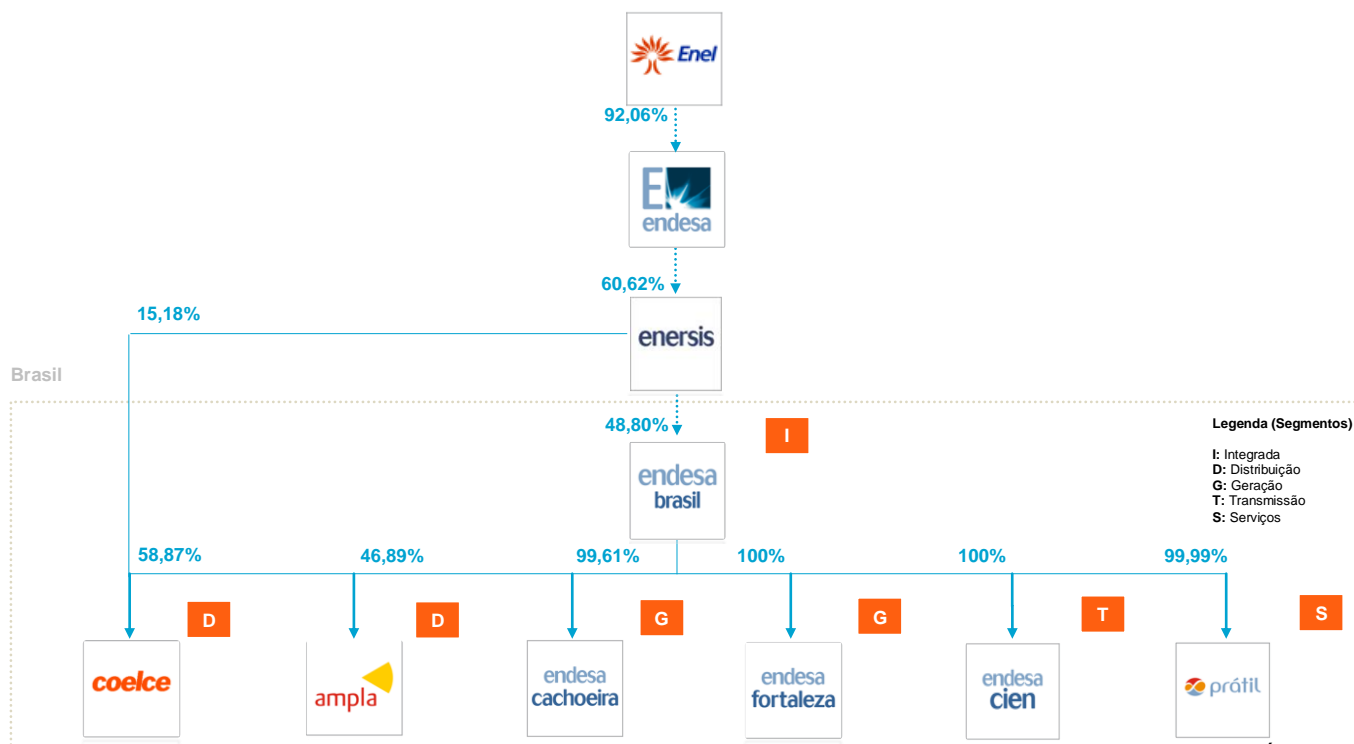 Enel
92,06%
E
endesa
60,62%
15,18%
enersis
Brasil
48,80%
I
Legenda (Segmentos)
I: Integrada
D: Distribuição
G: Geração
T: Transmissão
S: Serviços
endesa
brasil
58,87%
46,89%
99,61%
100%
100%
99,99%
D
D
G
G
T
S
coelce
ampla
endesa
cachoeira
endesa
fortaleza
endesa
cien
prátil